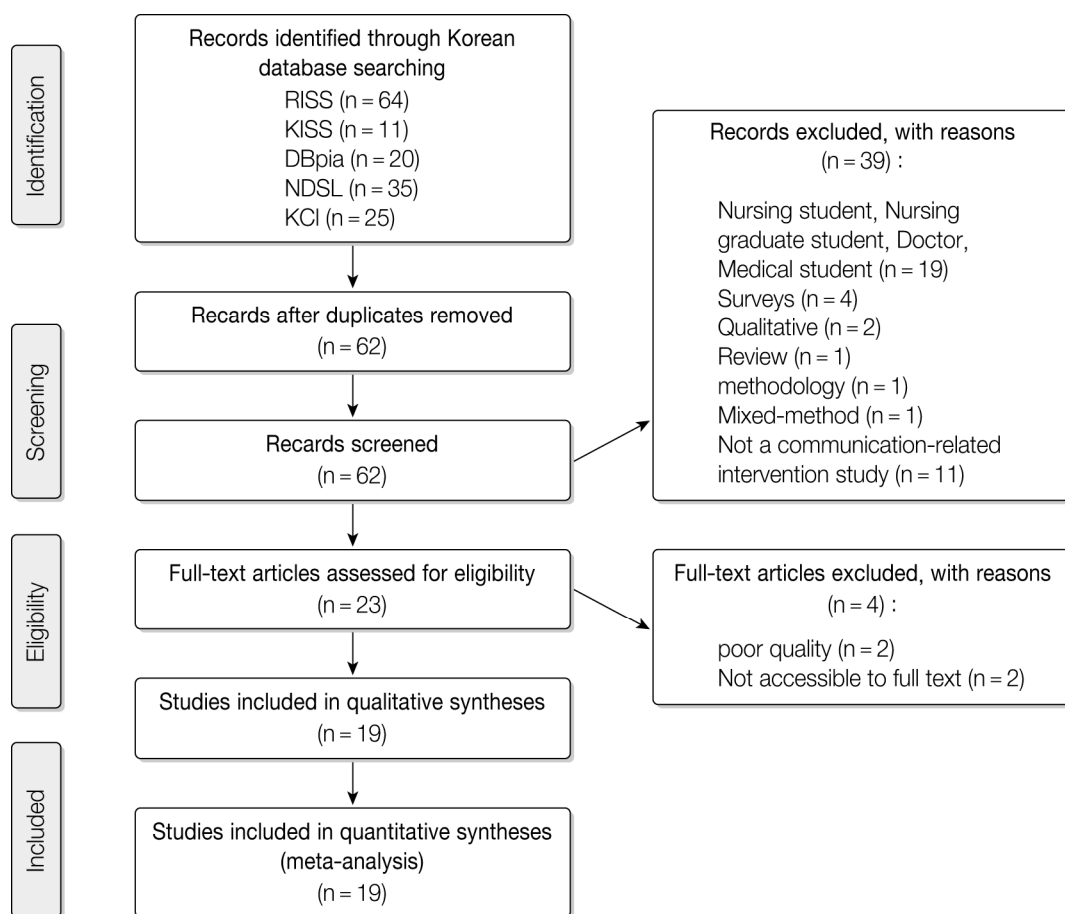 Identification
Records identified through Korean
database searching
RISS (n = 64)
KISS (n = 11)
DBpia (n = 20)
NDSL (n = 35)
KCI (n = 25)
Records excluded, with reasons
(n = 39) :
Nursing student, Nursing
graduate student, Doctor,
Medical student (n = 19)
Surveys (n = 4)
Qualitative (n = 2)
Review (n = 1)
methodology (n = 1)
Mixed-method (n = 1)
Not a communication-related
intervention study (n = 11)
Screening
Recards after duplicates removed
(n = 62)
Recards screened
(n = 62)
Eligibility
Full-text articles assessed for eligibility
(n = 23)
Full-text articles excluded, with reasons
(n = 4) :
poor quality (n = 2)
Not accessible to full text (n = 2)
Studies included in qualitative syntheses
(n = 19)
Included
Studies included in quantitative syntheses
(meta-analysis)
(n = 19)